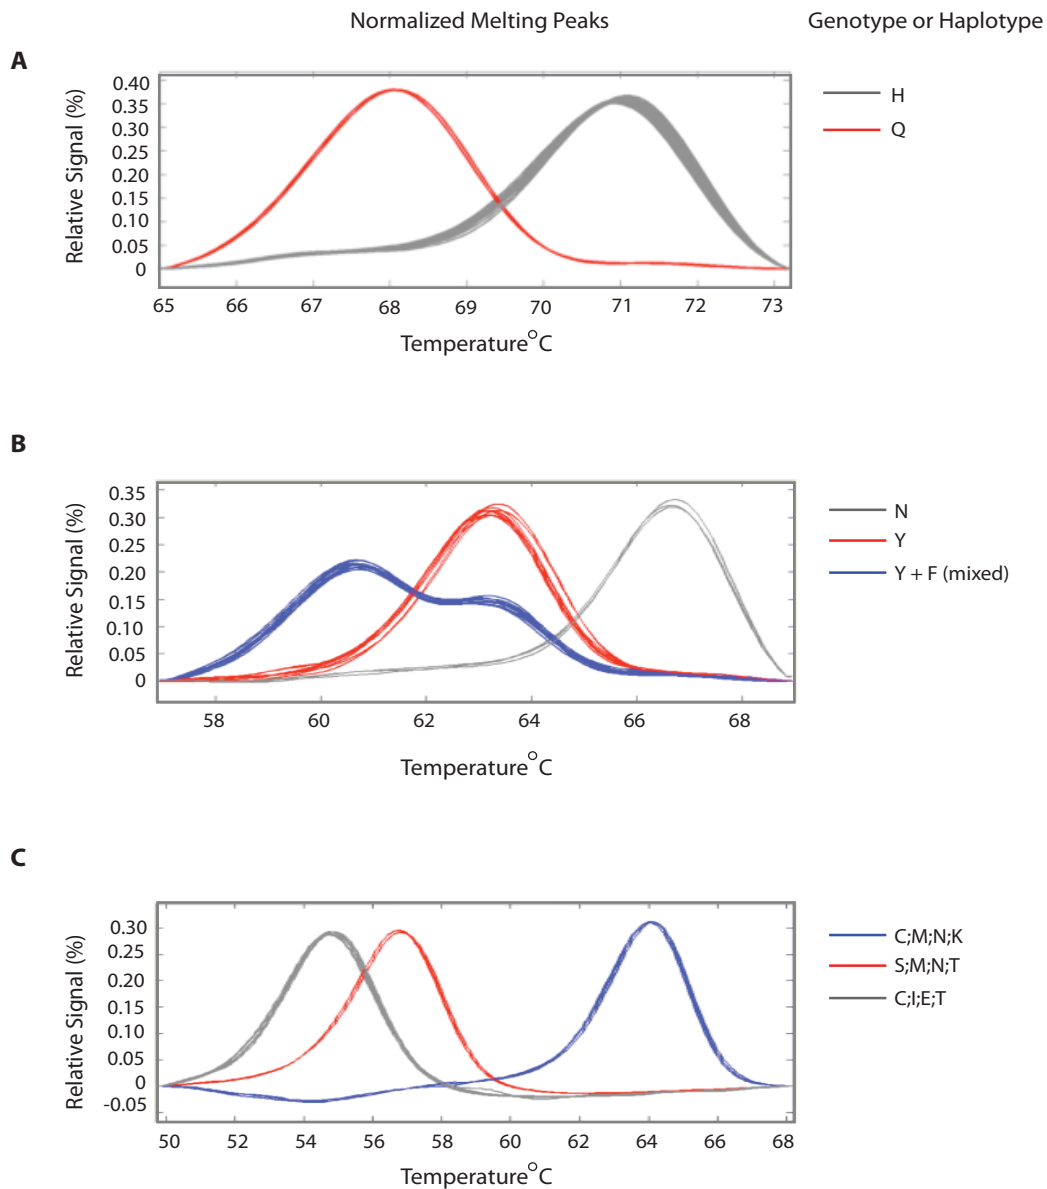 Normalized Melting Peaks
Genotype or Haplotype
A
Relative Signal (%)
0.40
0.35
0.30
0.25
0.20
0.15
0.10
0.05
0
65 66 67 68 69 70 71 72 73
Temperature°C
H
Q
B
Relative Signal (%)
0.35
0.30
0.25
0.20
0.15
0.10
0.05
0
58 60 62 64 66 68
Temperature°C
N
Y
Y + F (mixed)
C
Relative Signal (%)
0.30
0.25
0.20
0.15
0.10
0.05
0
-0.05
50 52 54 56 58 60 62 64 66 68
Temperature°C
C;M;N;K
S;M;N;T
C;I;E;T